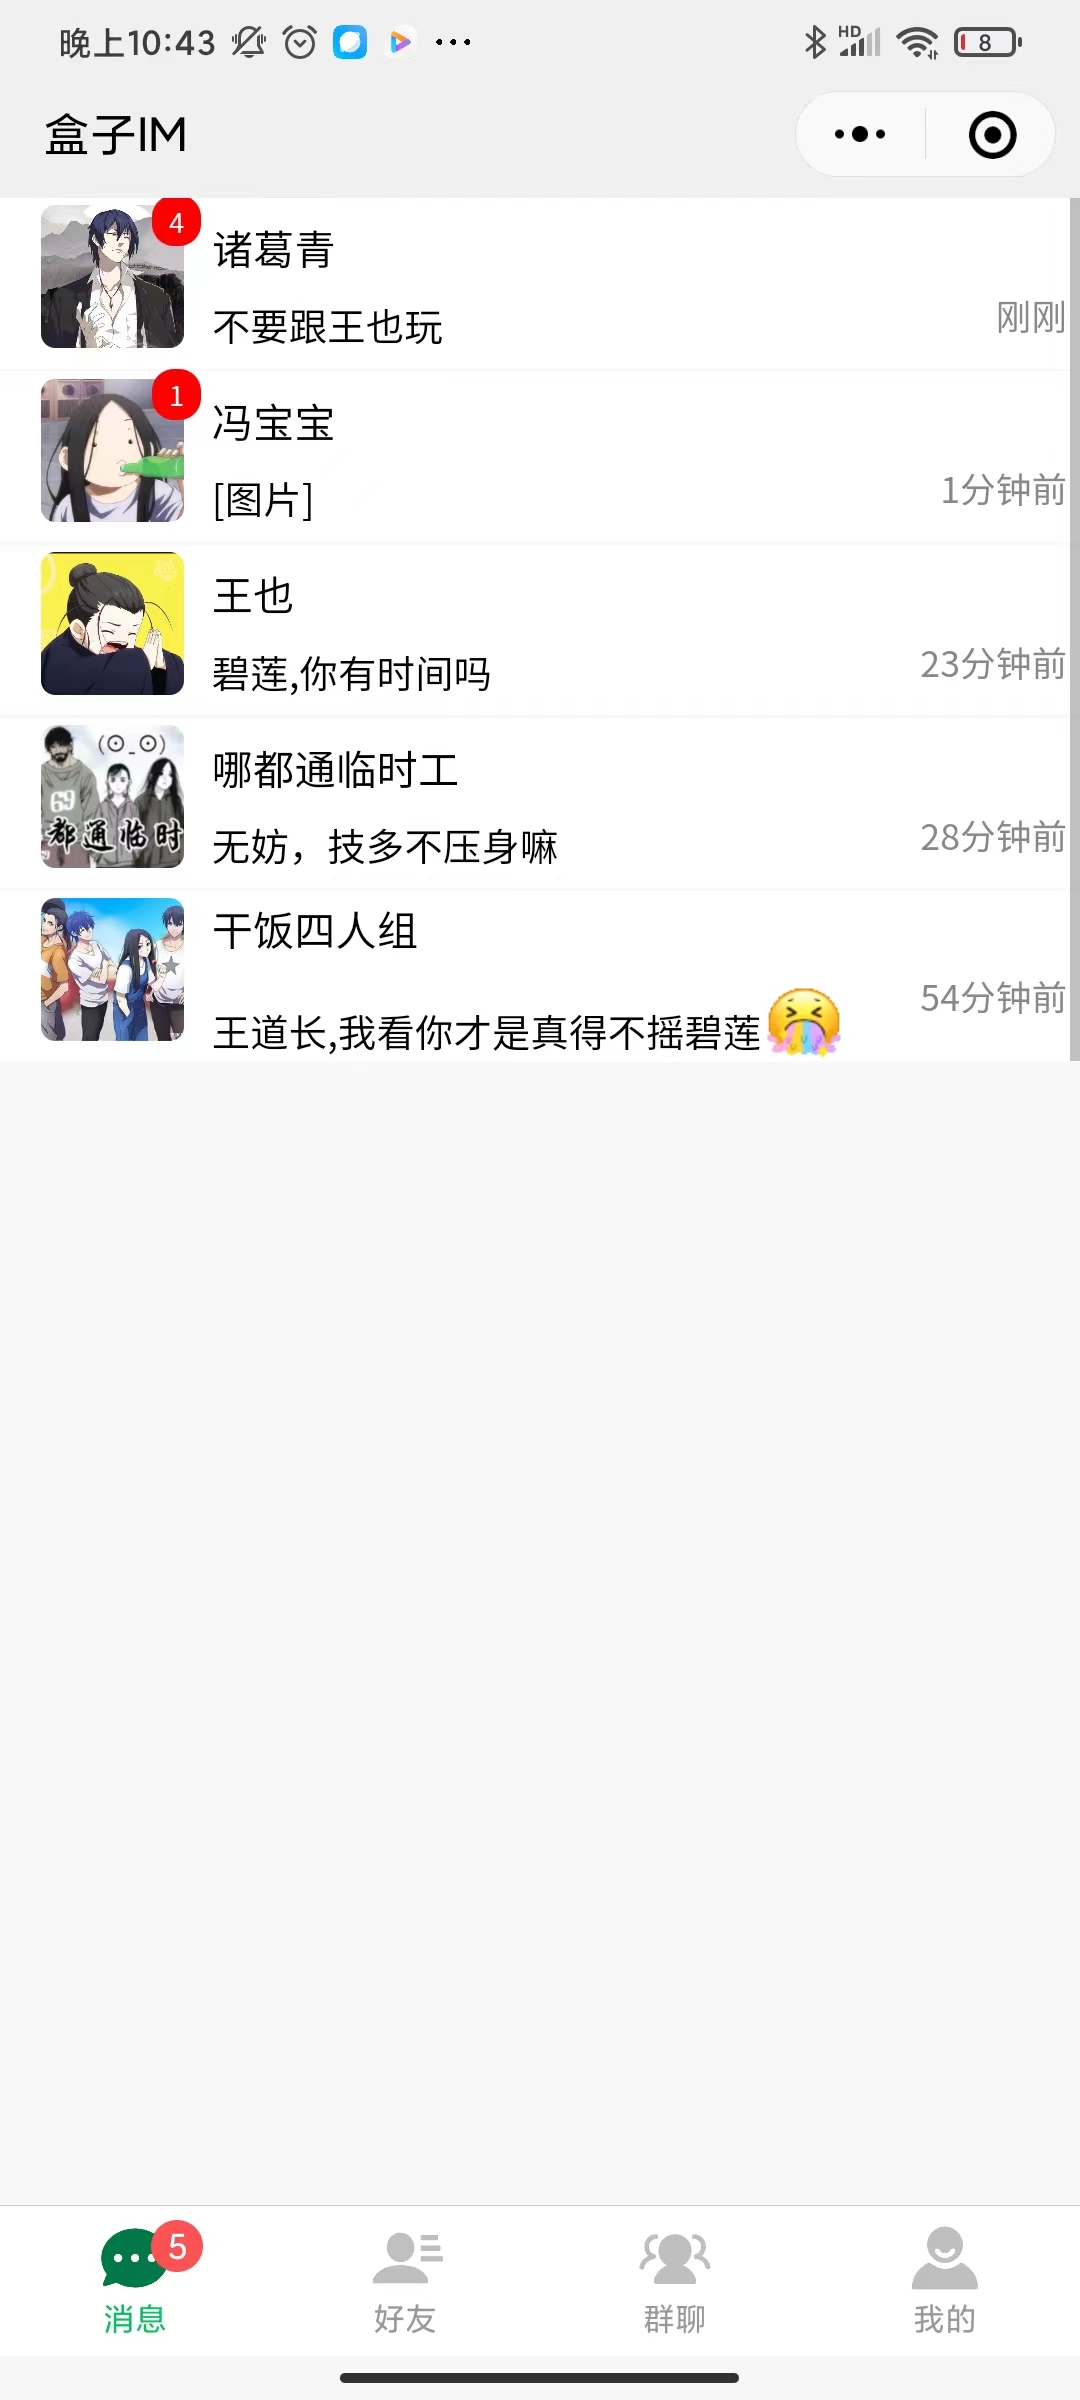 晚上10:43
HD
8
盒子IM
4
诸葛青
不要跟王也玩
刚刚
1
冯宝宝
[图片]
1分钟前
王也
碧莲,你有时间吗
23分钟前
(⊙_⊙)
69
都通临时
哪都通临时工
无妨，技多不压身嘛
28分钟前
干饭四人组
王道长,我看你才是真得不摇碧莲🤮
54分钟前
5
消息
好友
群聊
我的